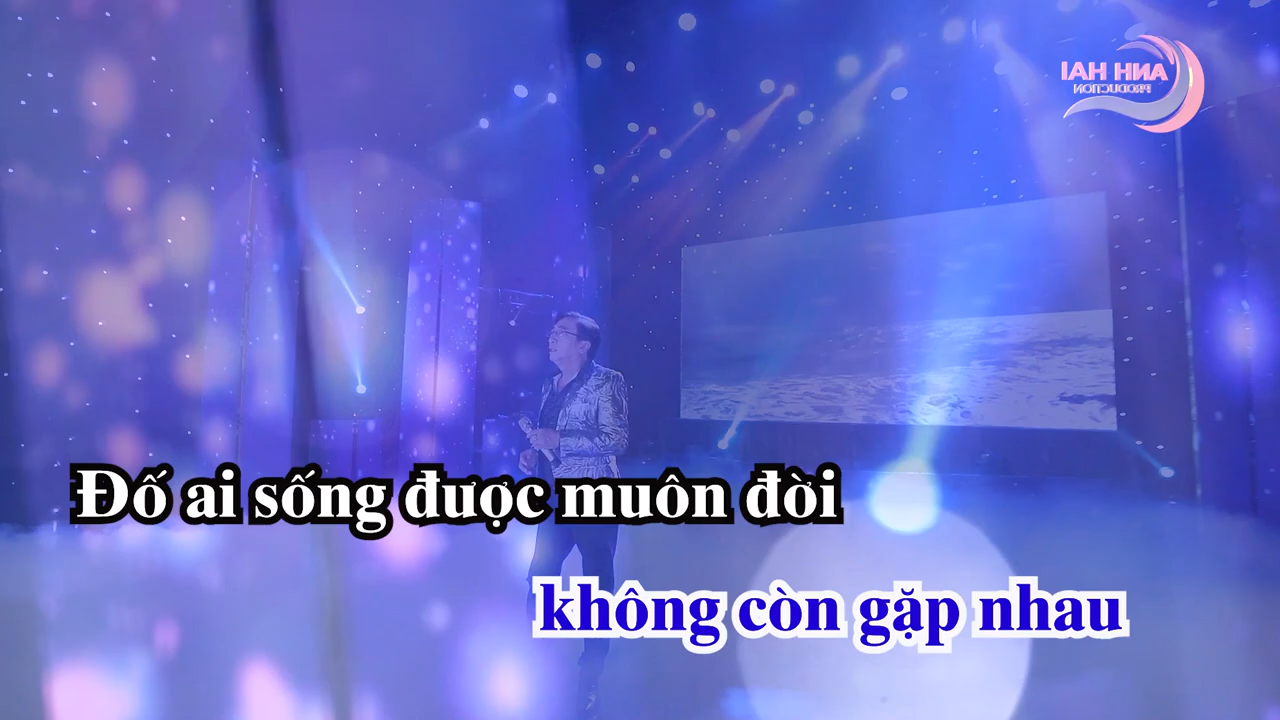 ANH HAI
PRODUCTION
Đố ai sống được muôn đời
không còn gặp nhau